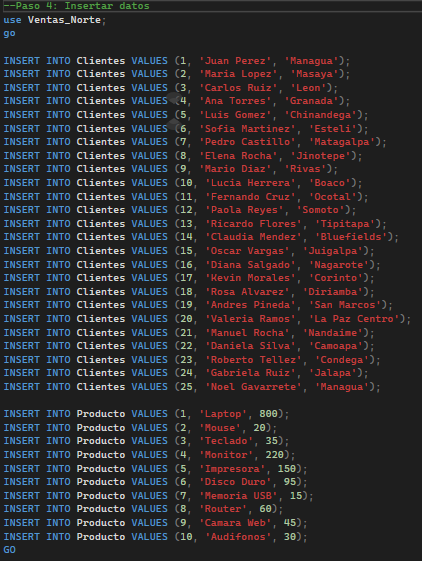 --Paso 4: Insertar datos
use Ventas_Norte;
go
INSERT INTO Clientes VALUES (1, 'Juan Perez', 'Managua');
INSERT INTO Clientes VALUES (2, 'Maria Lopez', 'Masaya');
INSERT INTO Clientes VALUES (3, 'Carlos Ruiz', 'Leon');
INSERT INTO Clientes VALUES (4, 'Ana Torres', 'Granada');
INSERT INTO Clientes VALUES (5, 'Luis Gomez', 'Chinandega');
INSERT INTO Clientes VALUES (6, 'Sofia Martinez', 'Esteli');
INSERT INTO Clientes VALUES (7, 'Pedro Castillo', 'Matagalpa');
INSERT INTO Clientes VALUES (8, 'Elena Rocha', 'Jinotepe');
INSERT INTO Clientes VALUES (9, 'Mario Diaz', 'Rivas');
INSERT INTO Clientes VALUES (10, 'Lucia Herrera', 'Boaco');
INSERT INTO Clientes VALUES (11, 'Fernando Cruz', 'Ocotal');
INSERT INTO Clientes VALUES (12, 'Paola Reyes', 'Somoto');
INSERT INTO Clientes VALUES (13, 'Ricardo Flores', 'Tipitapa');
INSERT INTO Clientes VALUES (14, 'Claudia Mendez', 'Bluefields');
INSERT INTO Clientes VALUES (15, 'Oscar Vargas', 'Juigalpa');
INSERT INTO Clientes VALUES (16, 'Diana Salgado', 'Nagarote');
INSERT INTO Clientes VALUES (17, 'Kevin Morales', 'Corinto');
INSERT INTO Clientes VALUES (18, 'Rosa Alvarez', 'Diriamba');
INSERT INTO Clientes VALUES (19, 'Andres Pineda', 'San Marcos');
INSERT INTO Clientes VALUES (20, 'Valeria Ramos', 'La Paz Centro');
INSERT INTO Clientes VALUES (21, 'Manuel Rocha', 'Nandaime');
INSERT INTO Clientes VALUES (22, 'Daniela Silva', 'Camoapa');
INSERT INTO Clientes VALUES (23, 'Roberto Tellez', 'Condega');
INSERT INTO Clientes VALUES (24, 'Gabriela Ruiz', 'Jalapa');
INSERT INTO Clientes VALUES (25, 'Noel Gavarrete', 'Managua');
INSERT INTO Producto VALUES (1, 'Laptop', 800);
INSERT INTO Producto VALUES (2, 'Mouse', 20);
INSERT INTO Producto VALUES (3, 'Teclado', 35);
INSERT INTO Producto VALUES (4, 'Monitor', 220);
INSERT INTO Producto VALUES (5, 'Impresora', 150);
INSERT INTO Producto VALUES (6, 'Disco Duro', 95);
INSERT INTO Producto VALUES (7, 'Memoria USB', 15);
INSERT INTO Producto VALUES (8, 'Router', 60);
INSERT INTO Producto VALUES (9, 'Camara Web', 45);
INSERT INTO Producto VALUES (10, 'Audifonos', 30);
GO